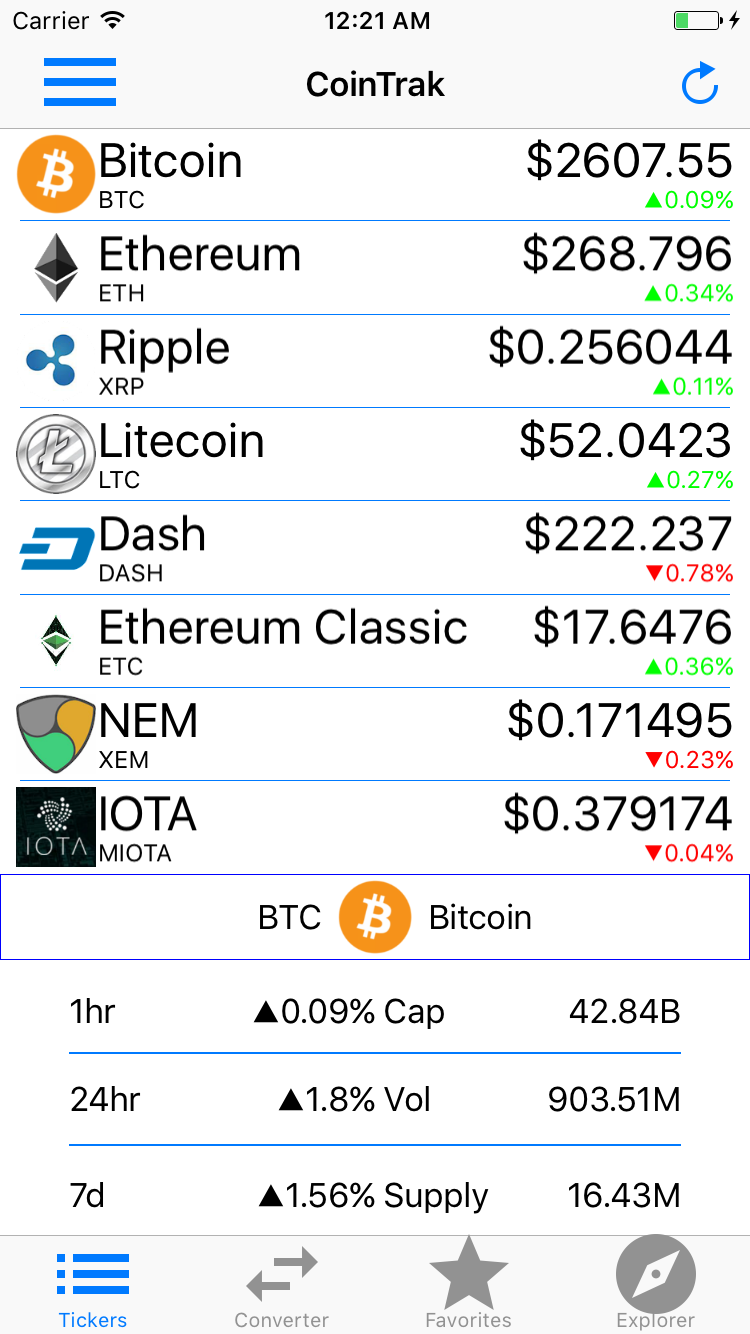 Carrier 12:21 AM
CoinTrak
Bitcoin $2607.55
BTC ▲0.09%
Ethereum $268.796
ETH ▲0.34%
Ripple $0.256044
XRP ▲0.11%
Litecoin $52.0423
LTC ▲0.27%
Dash $222.237
DASH ▼0.78%
Ethereum Classic $17.6476
ETC ▲0.36%
NEM $0.171495
XEM ▼0.23%
IOTA $0.379174
IOTA MIOTA ▼0.04%
BTC Bitcoin
1hr ▲0.09% Cap 42.84B
24hr ▲1.8% Vol 903.51M
7d ▲1.56% Supply 16.43M
Tickers Converter Favorites Explorer